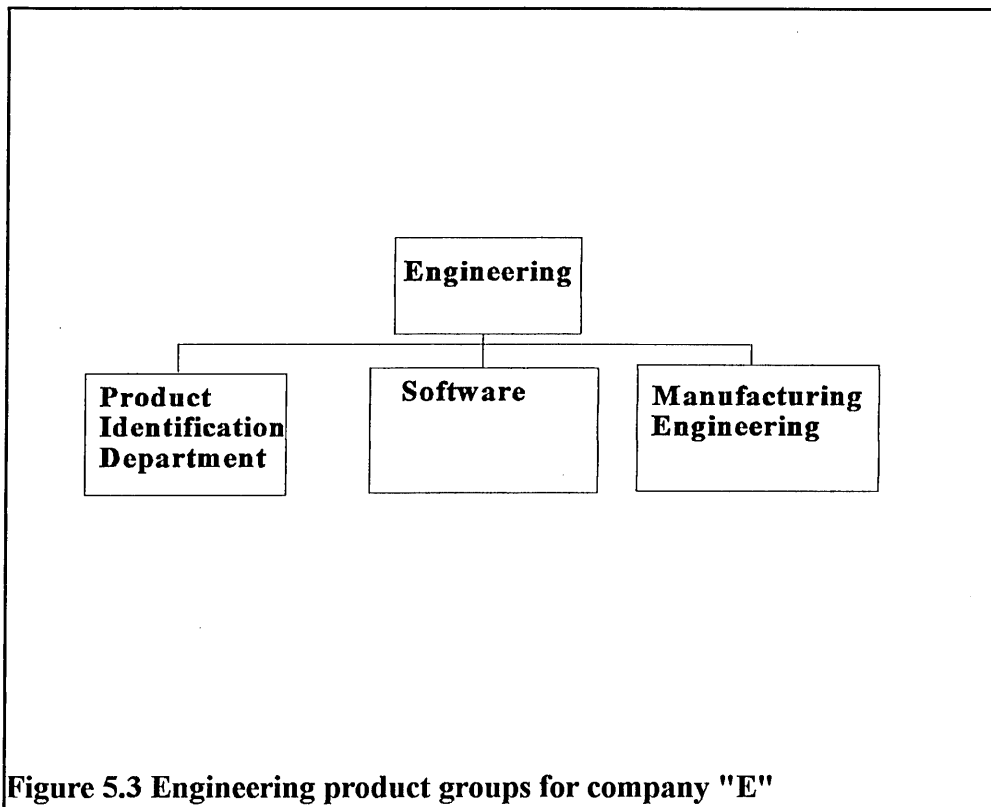 Engineering
Product
Identification
Department
Software
Manufacturing
Engineering
Figure 5.3 Engineering product groups for company "E"